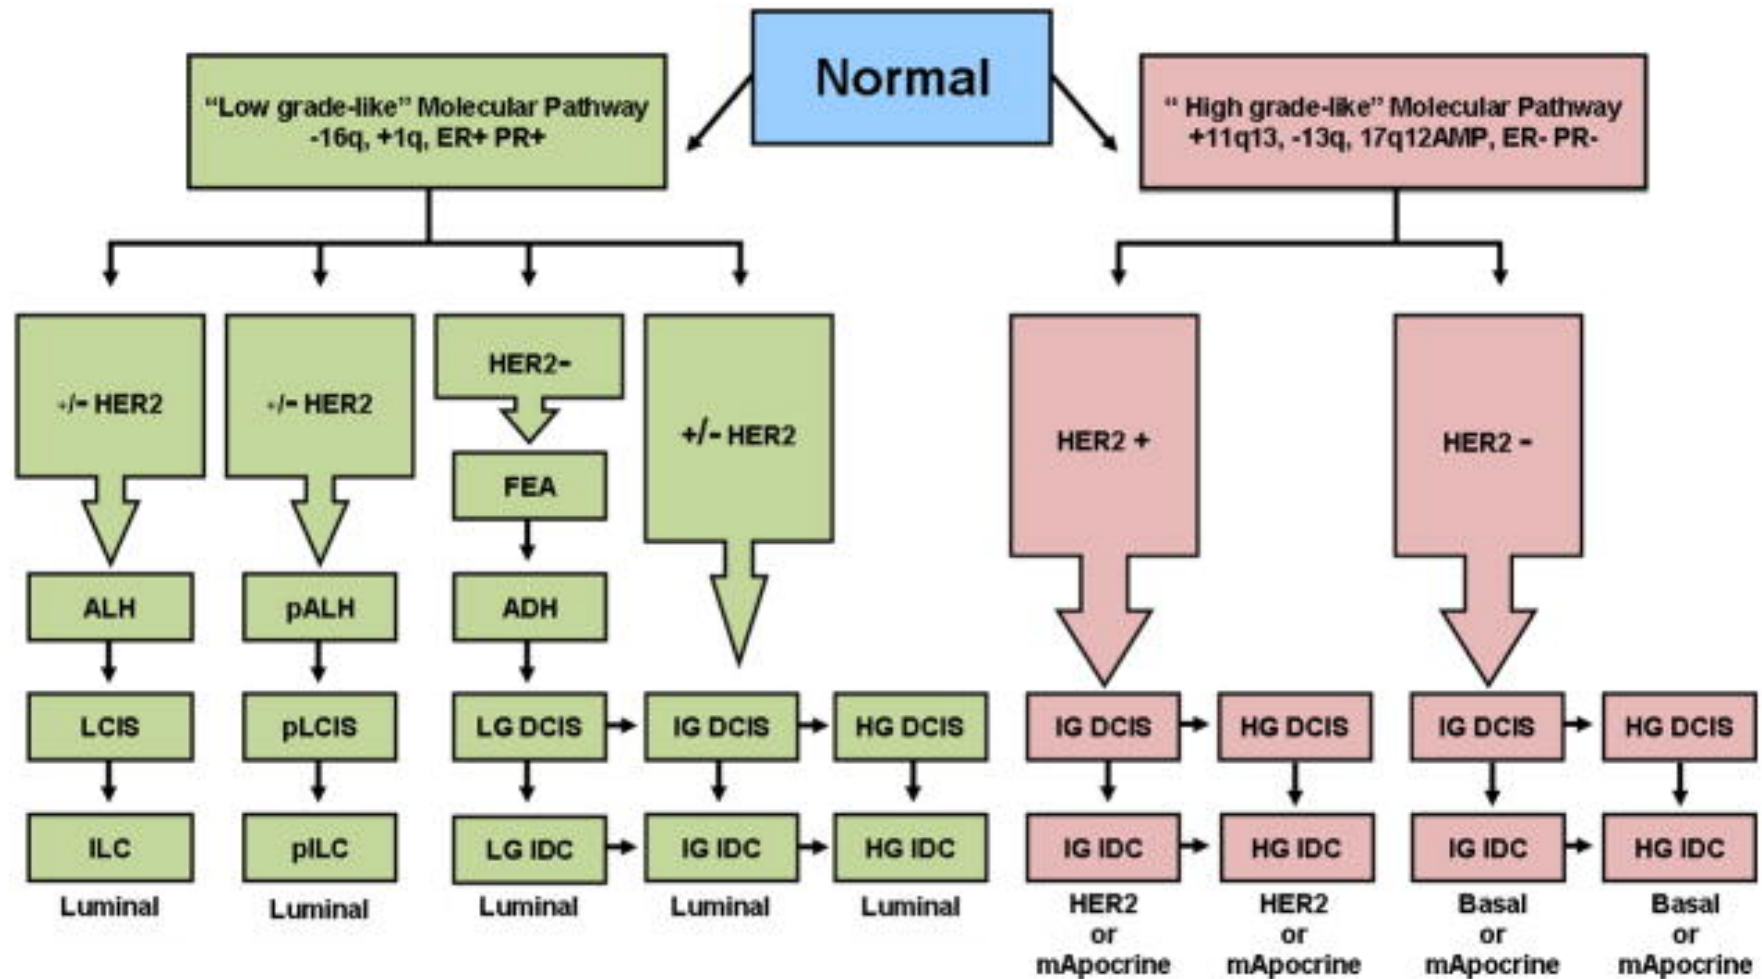 Normal
“Low grade-like” Molecular Pathway
-16q, +1q, ER+ PR+
“ High grade-like” Molecular Pathway
+11q13, -13q, 17q12AMP, ER- PR-
+/- HER2
+/- HER2
HER2-
+/- HER2
HER2 +
HER2 -
FEA
ALH
pALH
ADH
LCIS
pLCIS
LG DCIS
IG DCIS
HG DCIS
IG DCIS
HG DCIS
IG DCIS
HG DCIS
ILC
pILC
LG IDC
IG IDC
HG IDC
IG IDC
HG IDC
IG IDC
HG IDC
Luminal
Luminal
Luminal
Luminal
Luminal
HER2
or
mApocrine
HER2
or
mApocrine
Basal
or
mApocrine
Basal
or
mApocrine